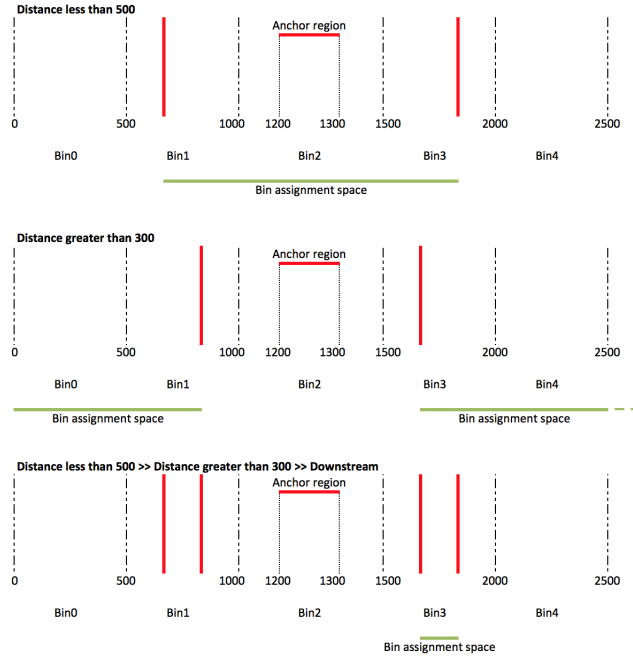 Distance less than 500
Anchor region
0 500 1000 1200 1300 1500 2000 2500
Bin0 Bin1 Bin2 Bin3 Bin4
Bin assignment space
Distance greater than 300
Anchor region
0 500 1000 1200 1300 1500 2000 2500
Bin0 Bin1 Bin2 Bin3 Bin4
Bin assignment space Bin assignment space
Distance less than 500 >> Distance greater than 300 >> Downstream
Anchor region
0 500 1000 1200 1300 1500 2000 2500
Bin0 Bin1 Bin2 Bin3 Bin4
Bin assignment space